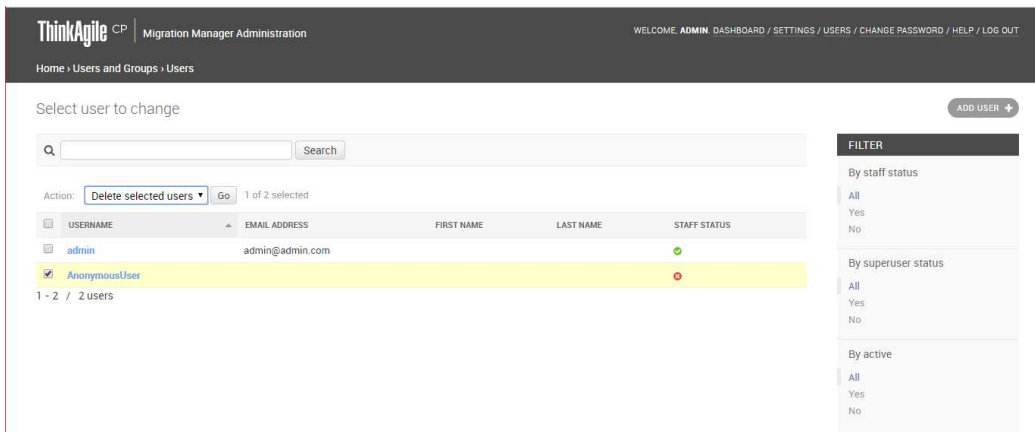 ThinkAgile CP | Migration Manager Administration
WELCOME, ADMIN. DASHBOARD / SETTINGS / USERS / CHANGE PASSWORD / HELP / LOG OUT
Home › Users and Groups › Users
Select user to change
ADD USER +
Search
Action: Delete selected users Go 1 of 2 selected
USERNAME EMAIL ADDRESS FIRST NAME LAST NAME STAFF STATUS
admin admin@admin.com
AnonymousUser
1 - 2 / 2 users
FILTER
By staff status
All
Yes
No
By superuser status
All
Yes
No
By active
All
Yes
No